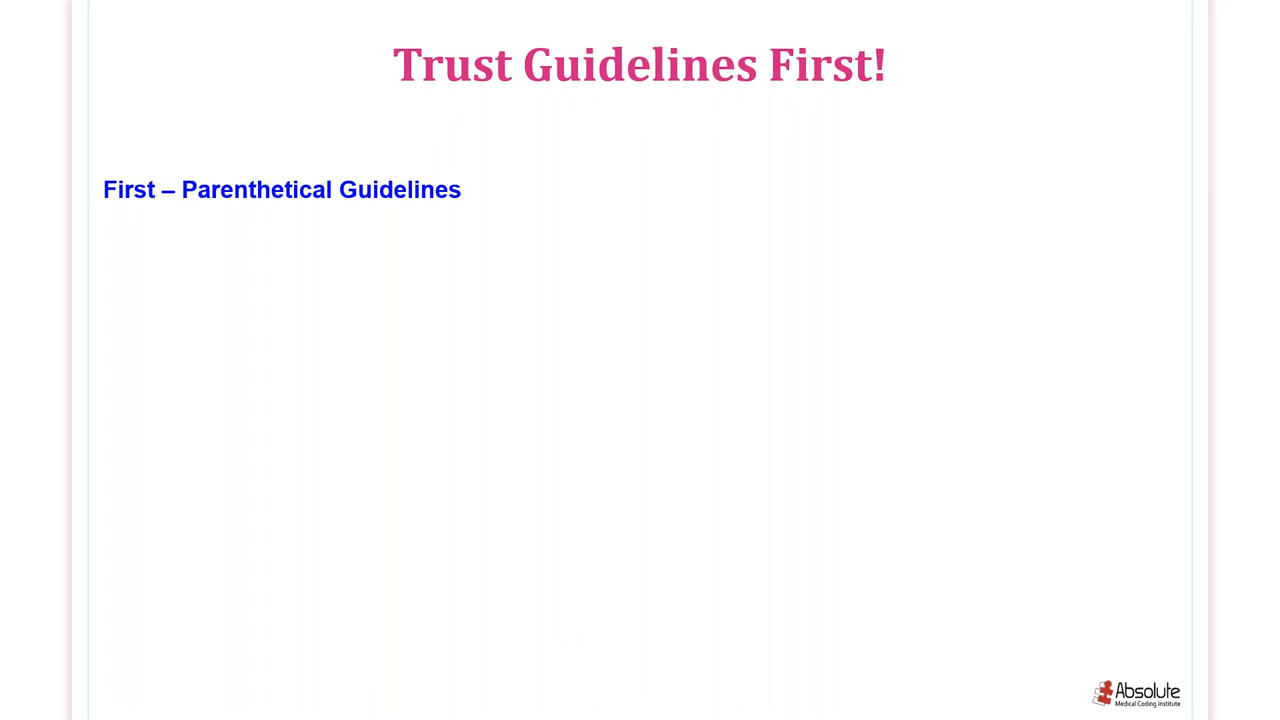 Trust Guidelines First!
First – Parenthetical Guidelines
Absolute
Medical Coding Institute